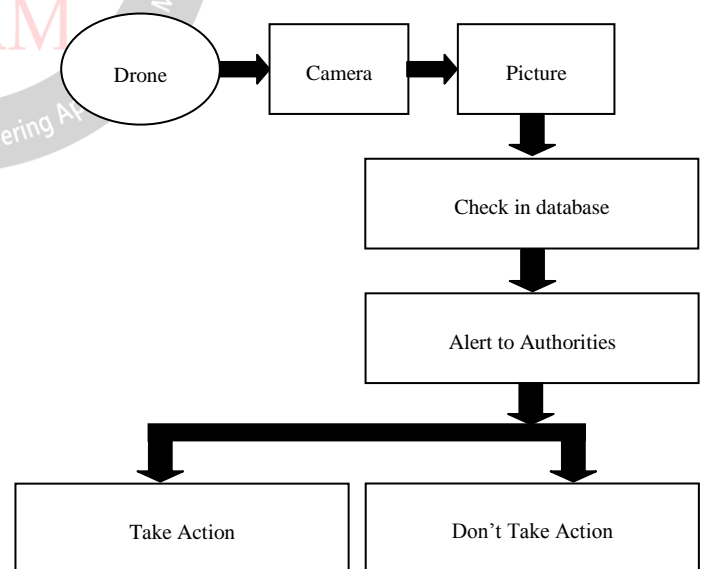 Drone
Camera
Picture
Check in database
Alert to Authorities
Take Action
Don’t Take Action